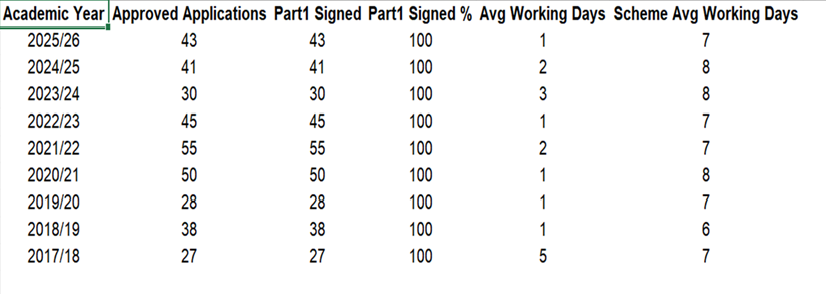 Academic Year Approved Applications Part1 Signed Part1 Signed % Avg Working Days Scheme Avg Working Days
2025/26 43 43 100 1 7
2024/25 41 41 100 2 8
2023/24 30 30 100 3 8
2022/23 45 45 100 1 7
2021/22 55 55 100 2 7
2020/21 50 50 100 1 8
2019/20 28 28 100 1 7
2018/19 38 38 100 1 6
2017/18 27 27 100 5 7